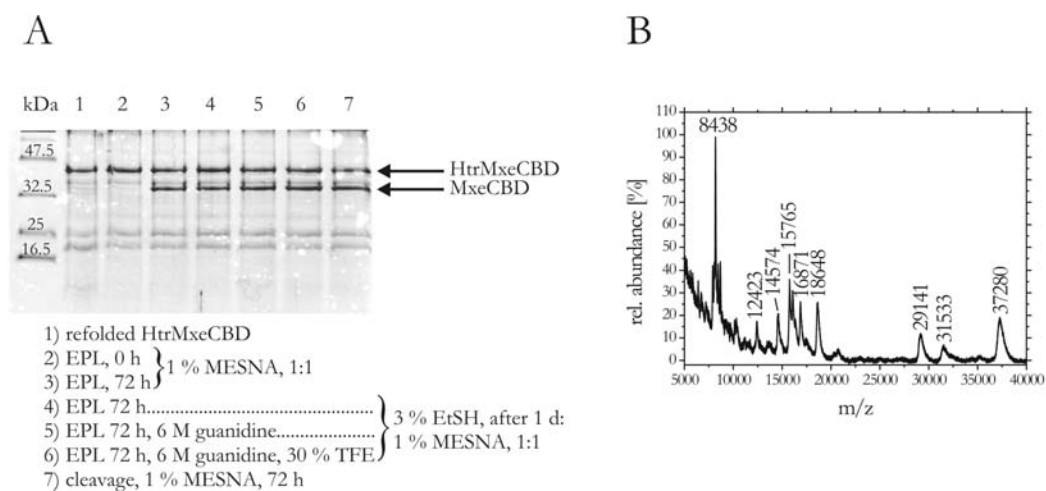 A
B
kDa 1 2 3 4 5 6 7
47.5
32.5
25
16.5
HtrMxeCBD
MxeCBD
1) refolded HtrMxeCBD
2) EPL, 0 h
3) EPL, 72 h
} 1 % MESNA, 1:1
4) EPL 72 h......................................
5) EPL 72 h, 6 M guanidine.................
6) EPL 72 h, 6 M guanidine, 30 % TFE
} 3 % EtSH, after 1 d:
1 % MESNA, 1:1
7) cleavage, 1 % MESNA, 72 h
rel. abundance [%]
110
100
90
80
70
60
50
40
30
20
10
0
8438
12423
14574
15765
16871
18648
29141
31533
37280
5000 10000 15000 20000 25000 30000 35000 40000
m/z